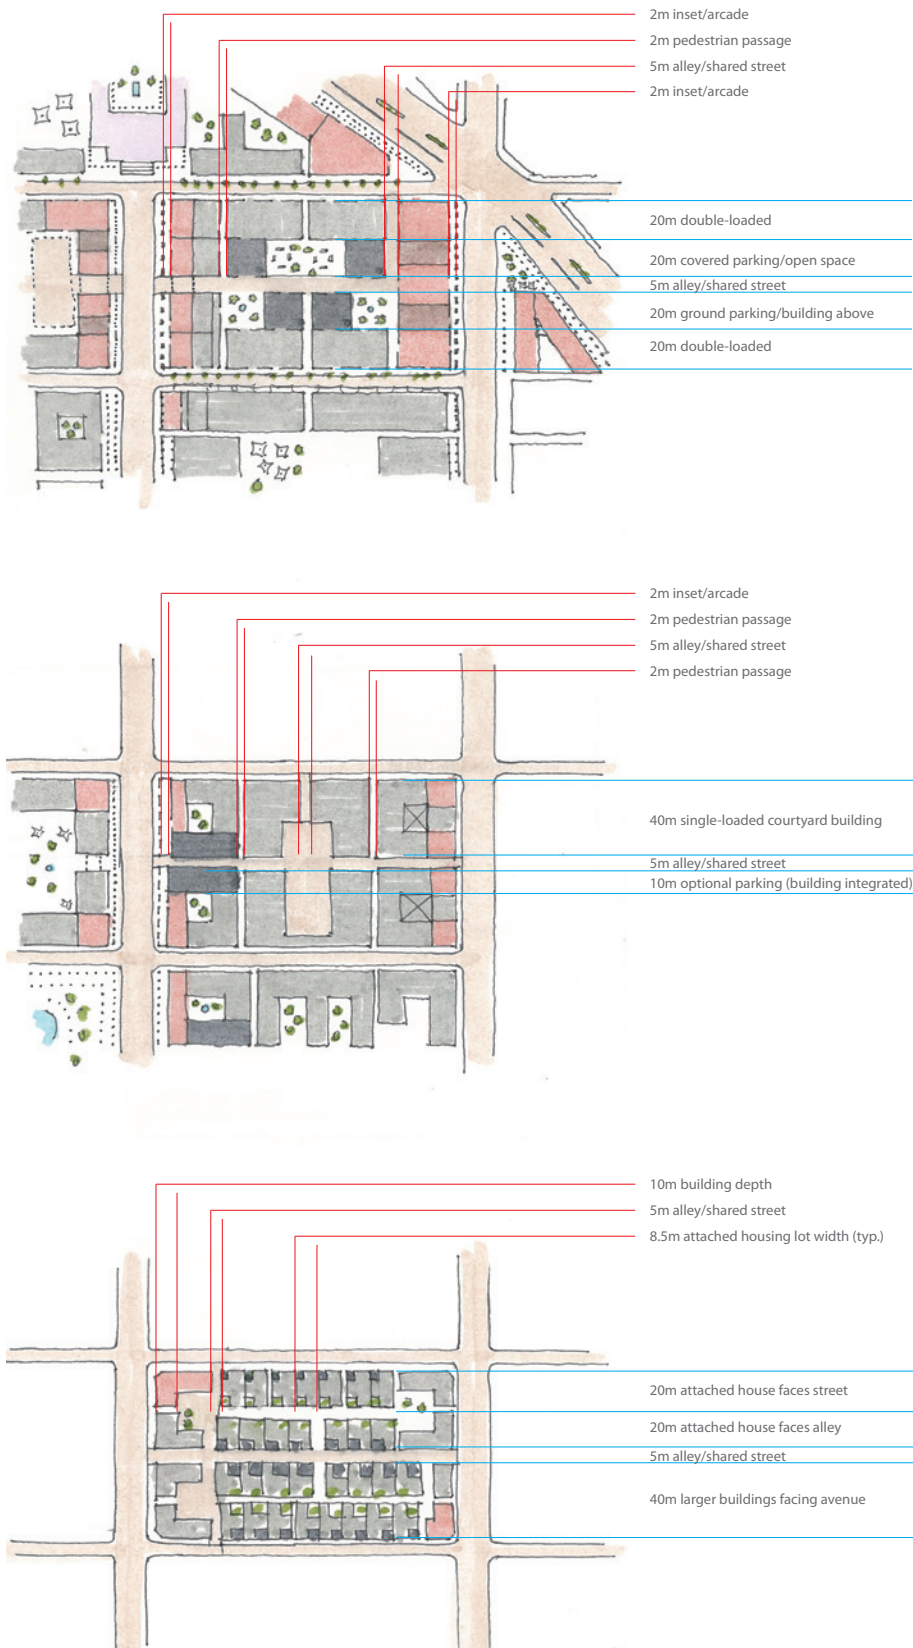 2m inset/arcade
2m pedestrian passage
5m alley/shared street
2m inset/arcade
20m double-loaded
20m covered parking/open space
5m alley/shared street
20m ground parking/building above
20m double-loaded
2m inset/arcade
2m pedestrian passage
5m alley/shared street
2m pedestrian passage
40m single-loaded courtyard building
5m alley/shared street
10m optional parking (building integrated)
10m building depth
5m alley/shared street
8.5m attached housing lot width (typ.)
20m attached house faces street
20m attached house faces alley
5m alley/shared street
40m larger buildings facing avenue